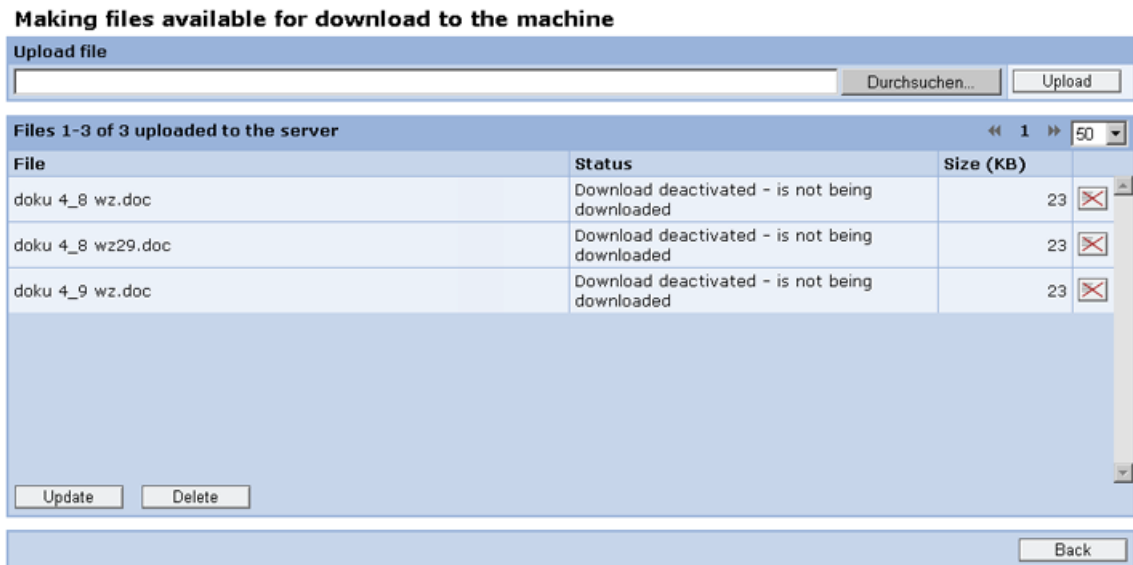 Making files available for download to the machine
Upload file
Durchsuchen... Upload
Files 1-3 of 3 uploaded to the server 1 50
File Status Size (KB)
doku 4_8 wz.doc Download deactivated - is not being downloaded 23
doku 4_8 wz29.doc Download deactivated - is not being downloaded 23
doku 4_9 wz.doc Download deactivated - is not being downloaded 23
Update Delete
Back